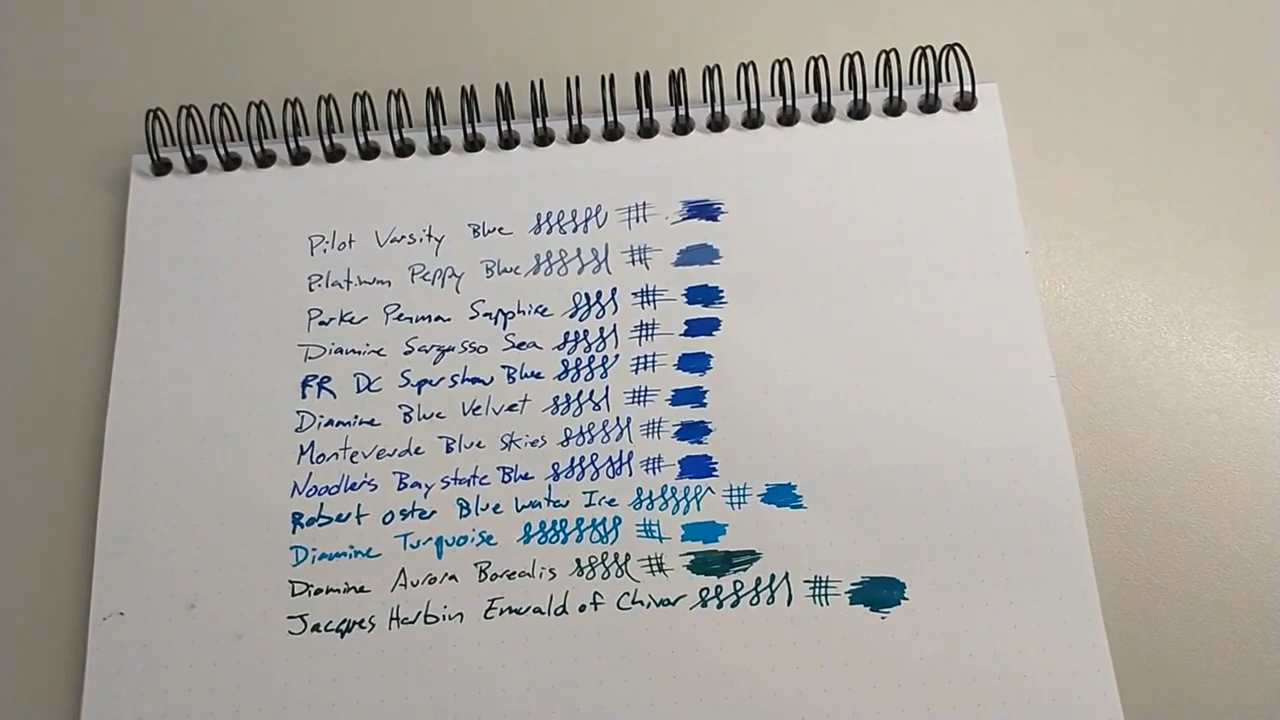 Pilot Varsity Blue
Platinum Peppy Blue
Parker Penman Sapphire
Diamine Sargasso Sea
PR DC Supershow Blue
Diamine Blue Velvet
Monteverde Blue Skies
Noodler's Baystate Blue
Robert Oster Blue Water Ice
Diamine Turquoise
Diamine Aurora Borealis
Jacques Herbin Emerald of Chivor